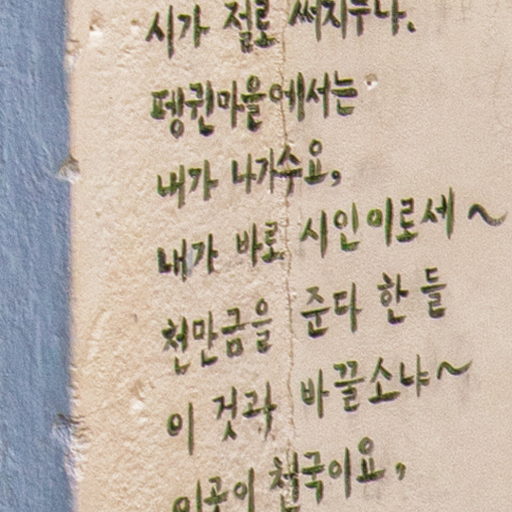 시가 절로 써지누나.
펭귄마을에서는
내가 나가수요,
내가 바로 시인이로세~
천만금을 준다 한들
이 것과 바꿀소냐~
이곳이 천국이요,